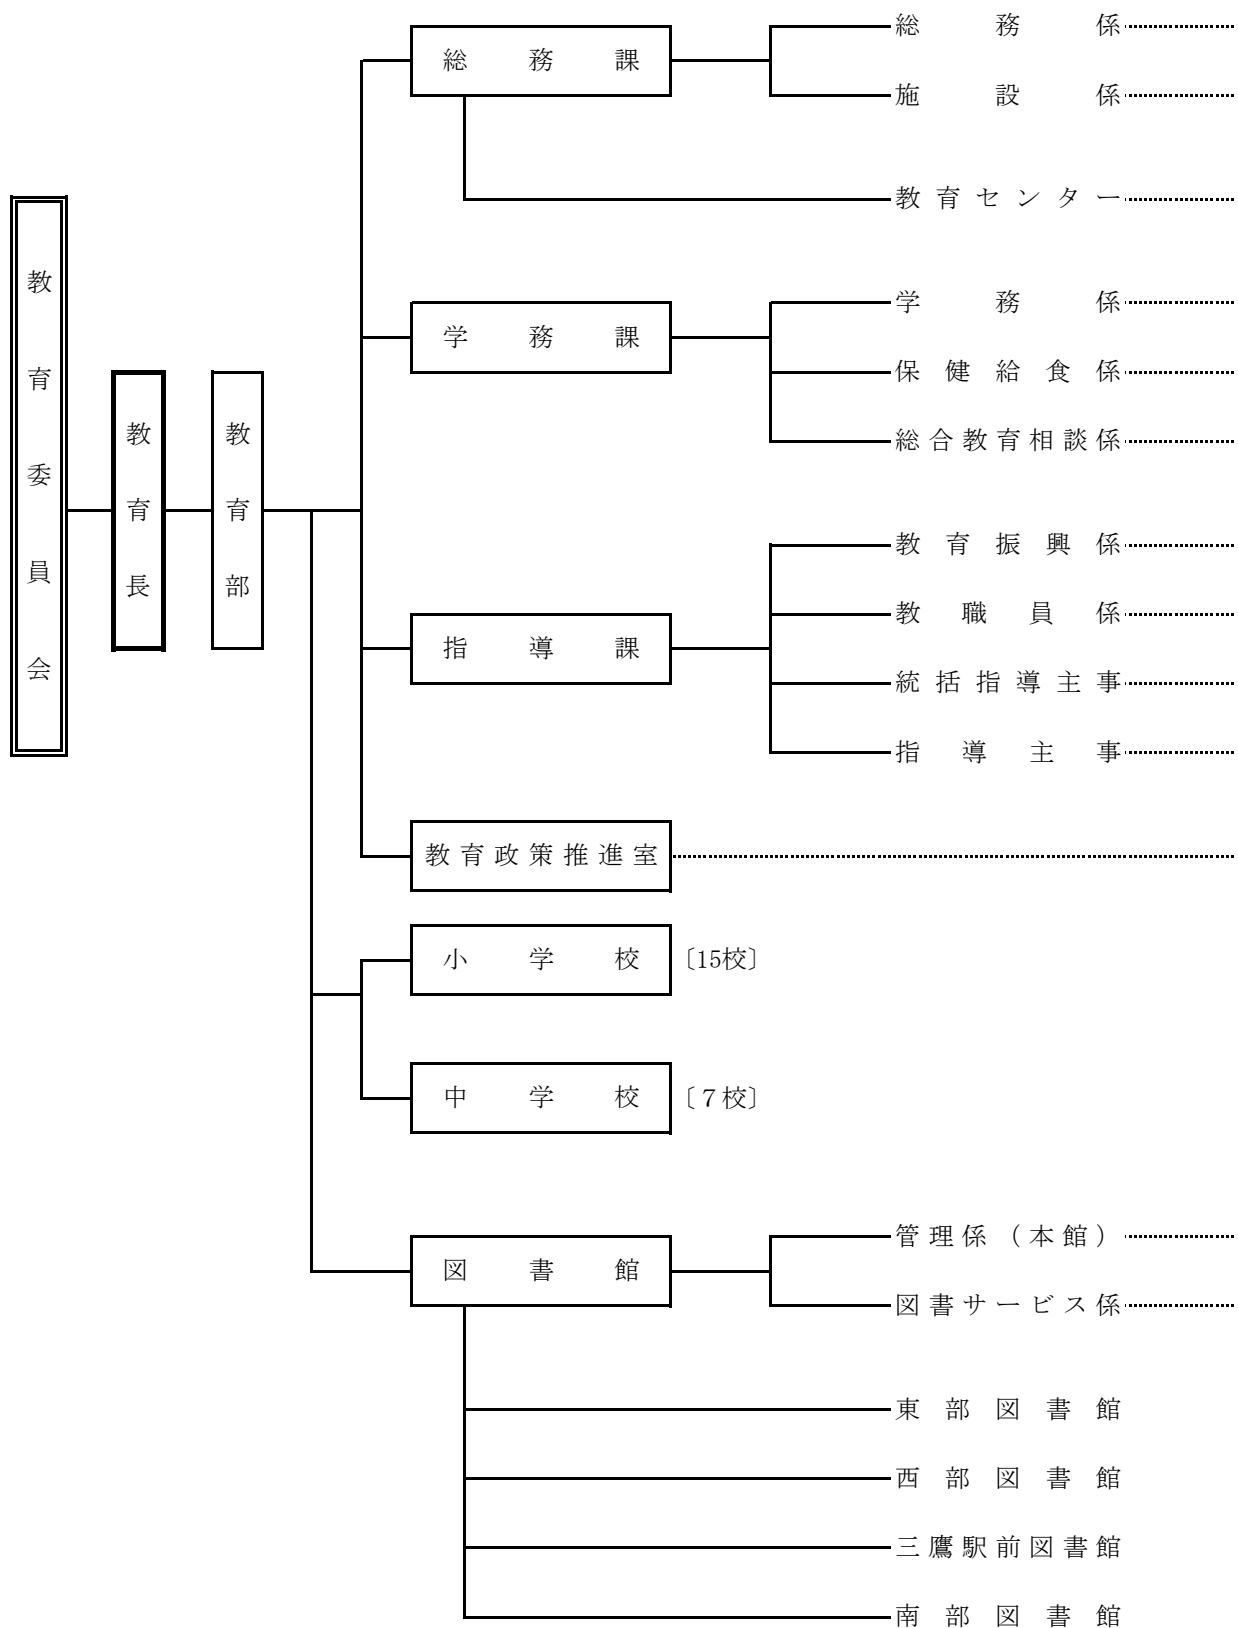 教育委員会
教育長
教育部
総務課
総務係
施設係
教育センター
学務課
学務係
保健給食係
総合教育相談係
指導課
教育振興係
教職員係
統括指導主事
指導主事
教育政策推進室
小学校 〔15校〕
中学校 〔７校〕
図書館
管理係（本館）
図書サービス係
東部図書館
西部図書館
三鷹駅前図書館
南部図書館